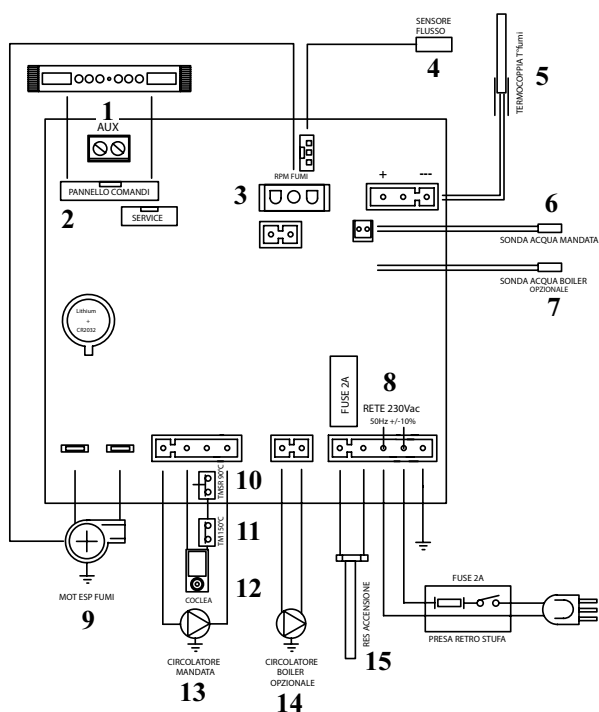 SENSORE
FLUSSO
4
5
TERMOCOPPIA T°fumi
1
AUX
RPM FUMI
+ ---
3
PANNELLO COMANDI
2
SERVICE
6
SONDA ACQUA MANDATA
SONDA ACQUA BOILER
OPZIONALE
7
Lithium
+
CR2032
FUSE 2A
8
RETE 230Vac
50Hz +/-10%
TMSR 90°C
10
TM150°C
11
COCLEA
12
MOT ESP FUMI
9
FUSE 2A
PRESA RETRO STUFA
RES ACCENSIONE
15
CIRCOLATORE
MANDATA
13
CIRCOLATORE
BOILER
OPZIONALE
14